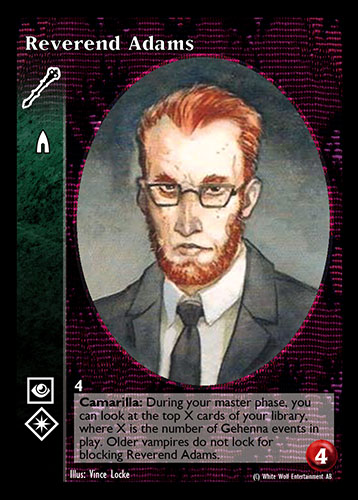 Reverend Adams
4
Camarilla: During your master phase, you
can look at the top X cards of your library,
where X is the number of Gehenna events in
play. Older vampires do not lock for
blocking Reverend Adams.
4
Illus: Vince Locke
(C) White Wolf Entertainment AB.